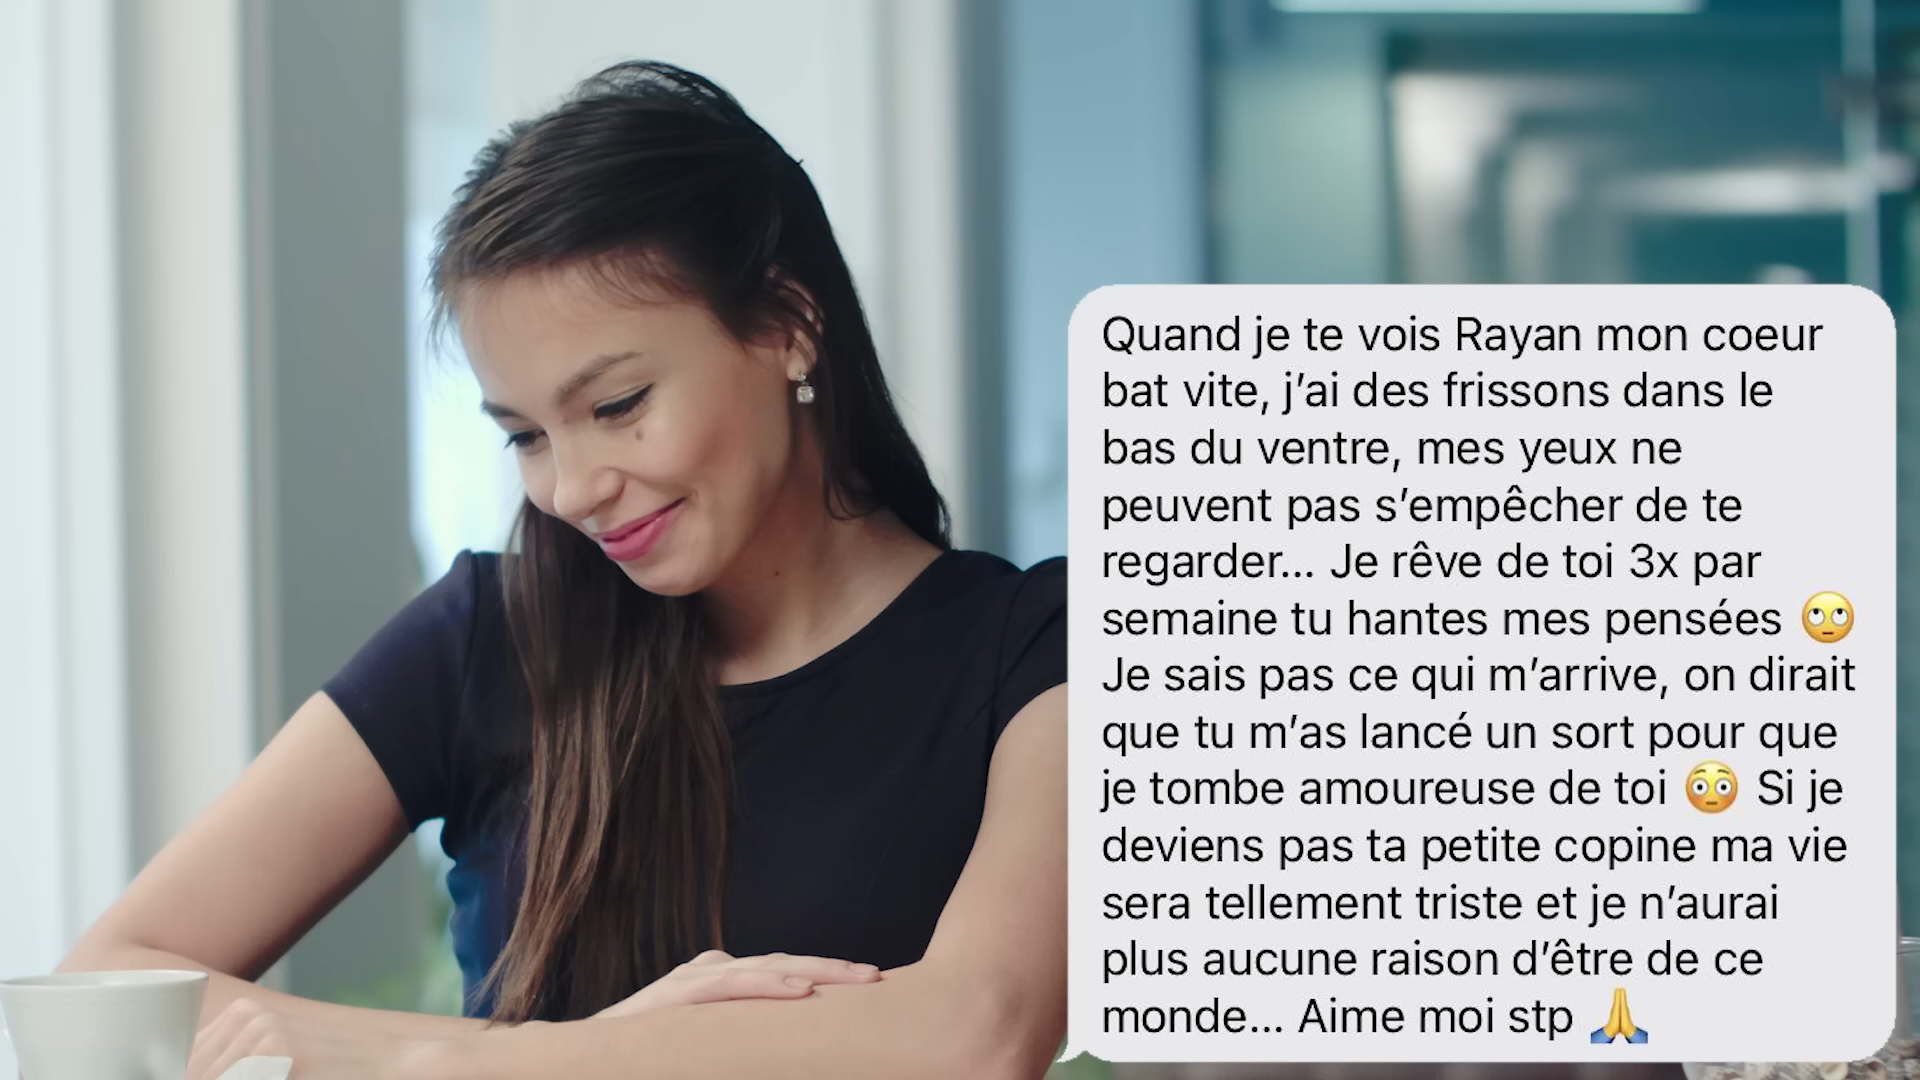 Quand je te vois Rayan mon coeur
bat vite, j’ai des frissons dans le
bas du ventre, mes yeux ne
peuvent pas s’empêcher de te
regarder... Je rêve de toi 3x par
semaine tu hantes mes pensées 🙄
Je sais pas ce qui m’arrive, on dirait
que tu m’as lancé un sort pour que
je tombe amoureuse de toi 😳 Si je
deviens pas ta petite copine ma vie
sera tellement triste et je n’aurai
plus aucune raison d’être de ce
monde... Aime moi stp 🙏